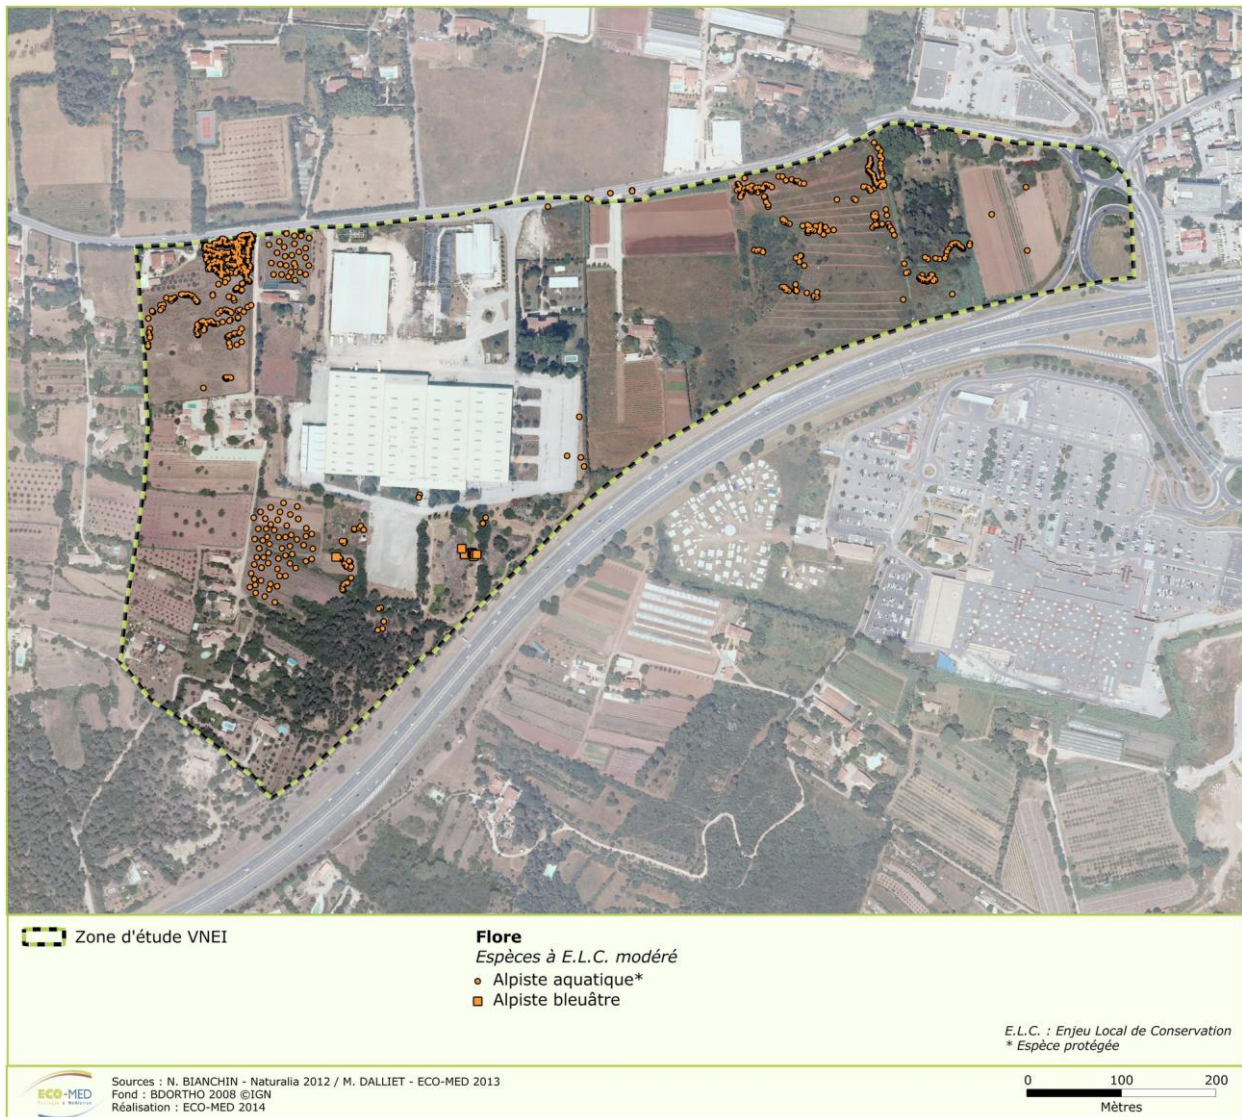 Zone d'étude VNEI
Flore
Espèces à E.L.C. modéré
Alpiste aquatique*
Alpiste bleuâtre
E.L.C. : Enjeu Local de Conservation
* Espèce protégée
ECO-MED
Sources : N. BIANCHIN - Naturalia 2012 / M. DALLIET - ECO-MED 2013
Fond : BDORTHO 2008 ©IGN
Réalisation : ECO-MED 2014
0 100 200
Mètres